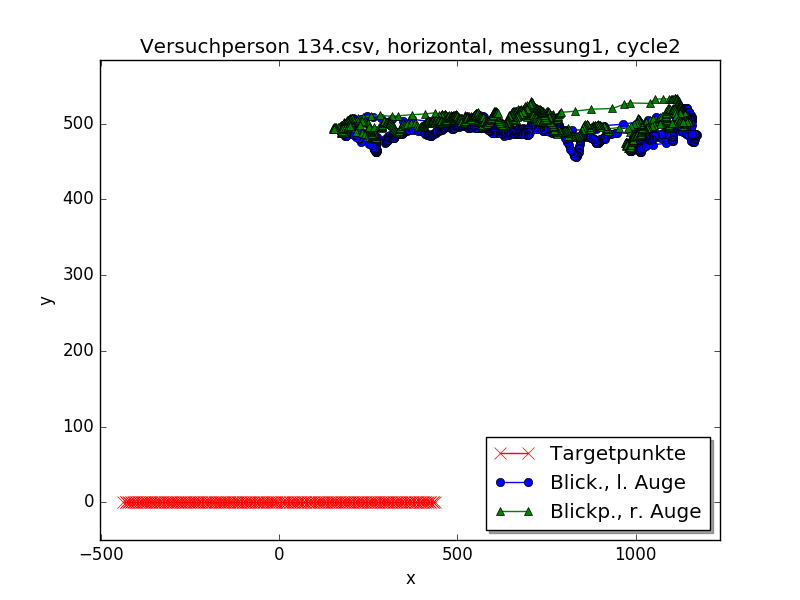 Versuchperson 134.csv, horizontal, messung1, cycle2
500
400
300
200
100
0
y
−500
0
500
1000
x
Targetpunkte
Blick., l. Auge
Blickp., r. Auge